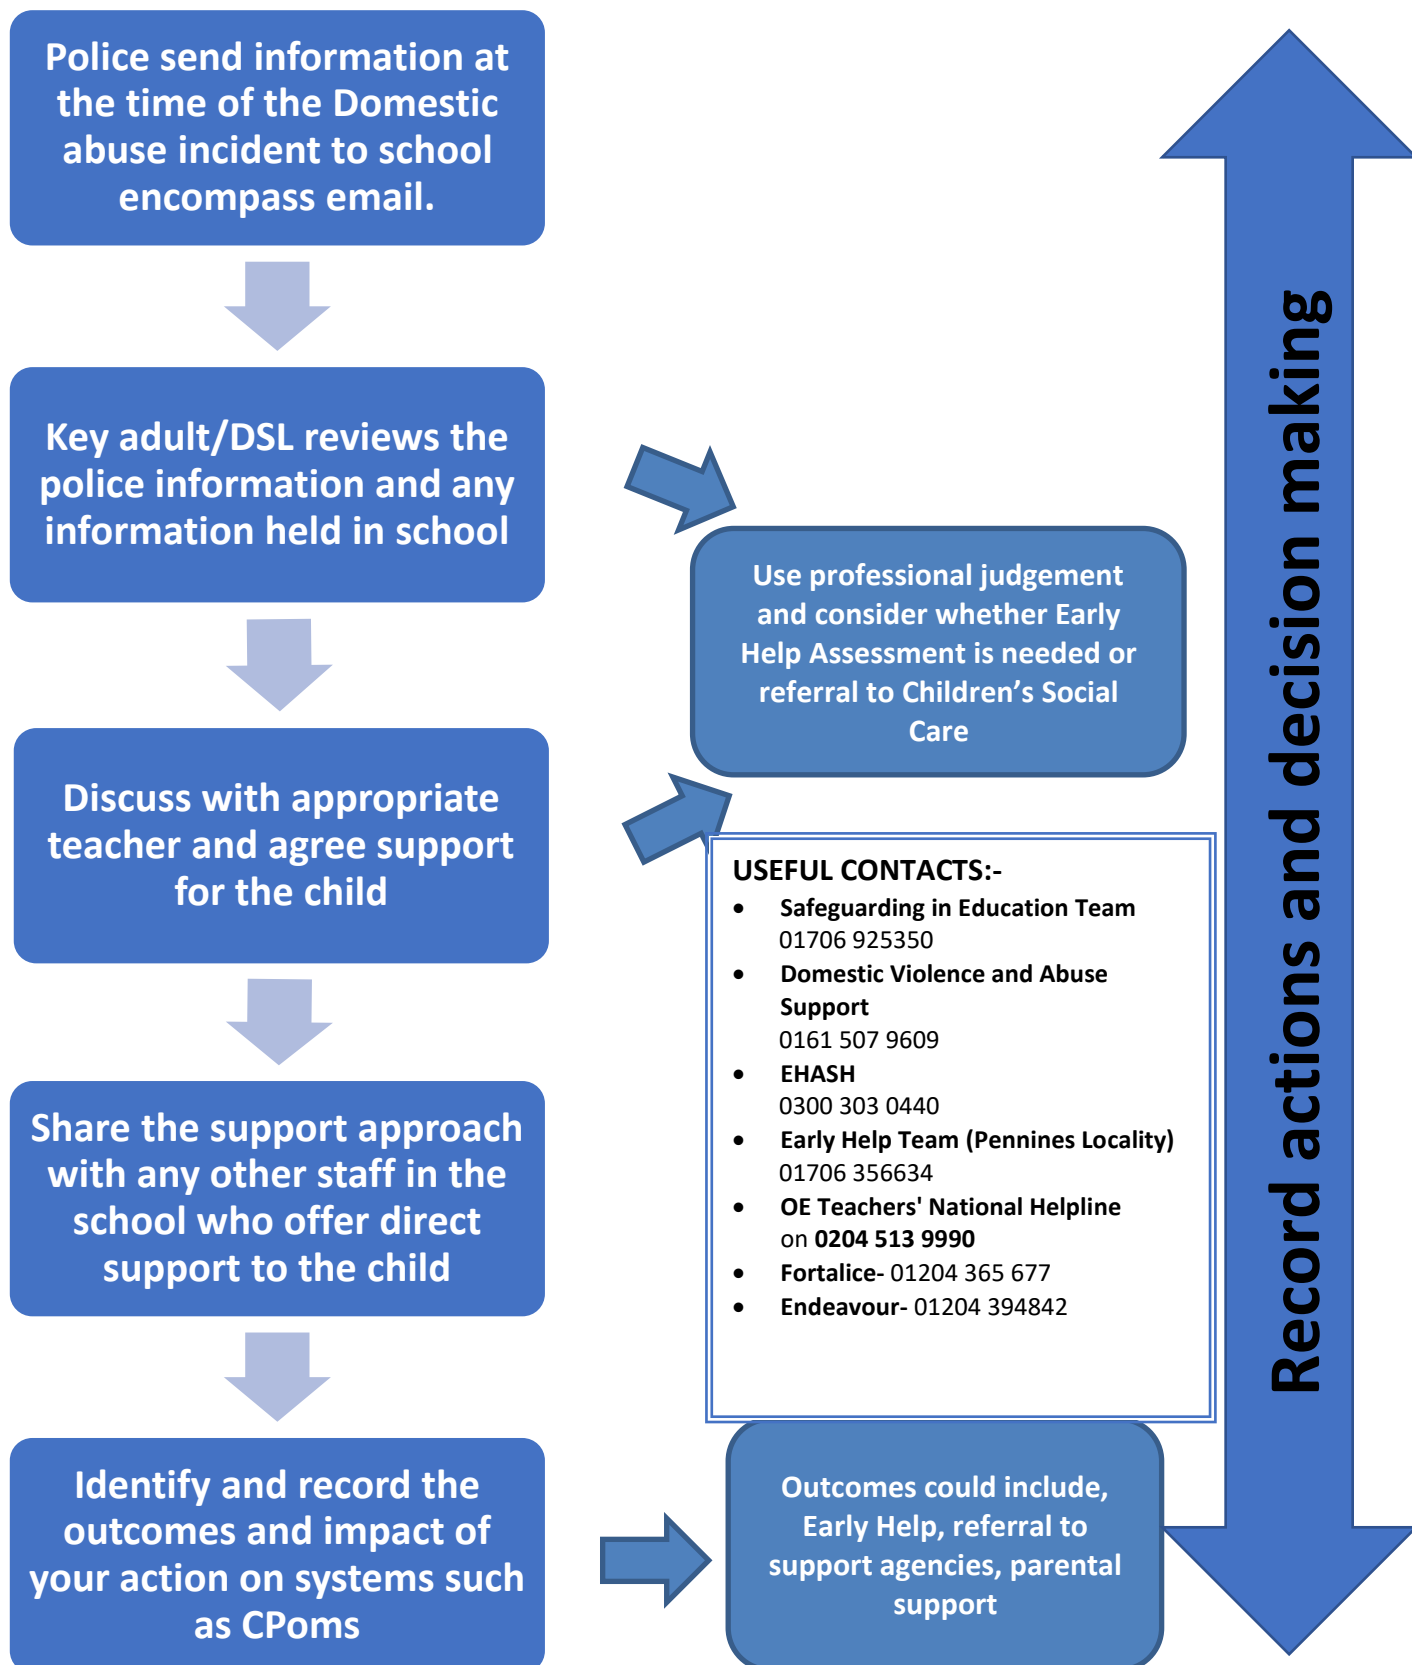 Police send information at
the time of the Domestic
abuse incident to school
encompass email.
Key adult/DSL reviews the
police information and any
information held in school
Use professional judgement
and consider whether Early
Help Assessment is needed or
referral to Children’s Social
Care
Discuss with appropriate
teacher and agree support
for the child
USEFUL CONTACTS:-
• Safeguarding in Education Team
01706 925350
• Domestic Violence and Abuse
Support
0161 507 9609
• EHASH
0300 303 0440
• Early Help Team (Pennines Locality)
01706 356634
• OE Teachers' National Helpline
on 0204 513 9990
• Fortalice- 01204 365 677
• Endeavour- 01204 394842
Share the support approach
with any other staff in the
school who offer direct
support to the child
Identify and record the
outcomes and impact of
your action on systems such
as CPoms
Outcomes could include,
Early Help, referral to
support agencies, parental
support
Record actions and decision making